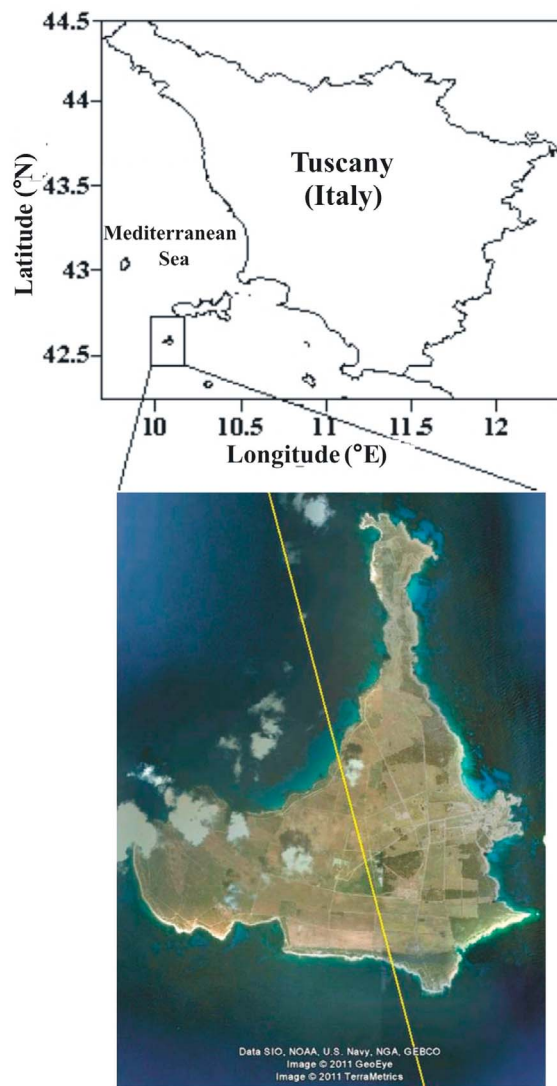 44.5
44
43.5
43
42.5
Latitude (°N)
Tuscany
(Italy)
Mediterranean
Sea
10
10.5
11
11.5
12
Longitude (°E)
Data SIO, NOAA, U.S. Navy, NGA, GEBCO
Image © 2011 GeoEye
Image © 2011 TerraMetrics